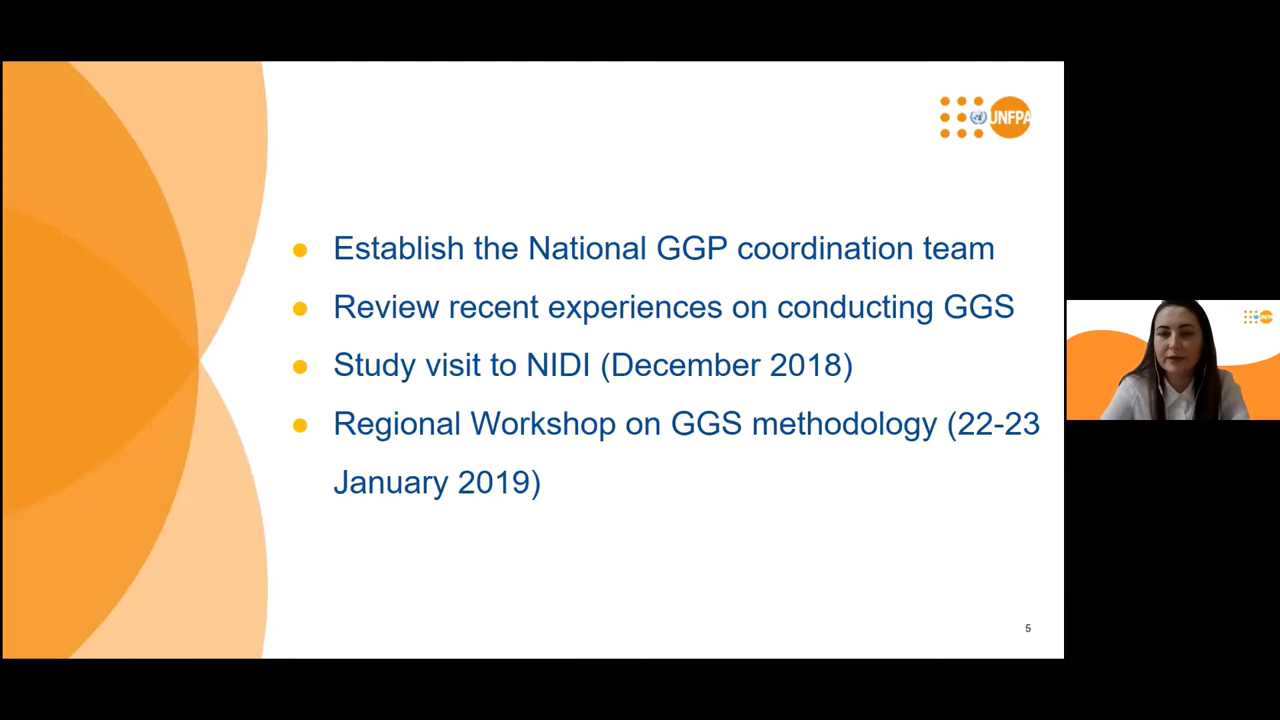 UNFPA
Establish the National GGP coordination team
Review recent experiences on conducting GGS
Study visit to NIDI (December 2018)
Regional Workshop on GGS methodology (22-23
January 2019)
5
UNFPA